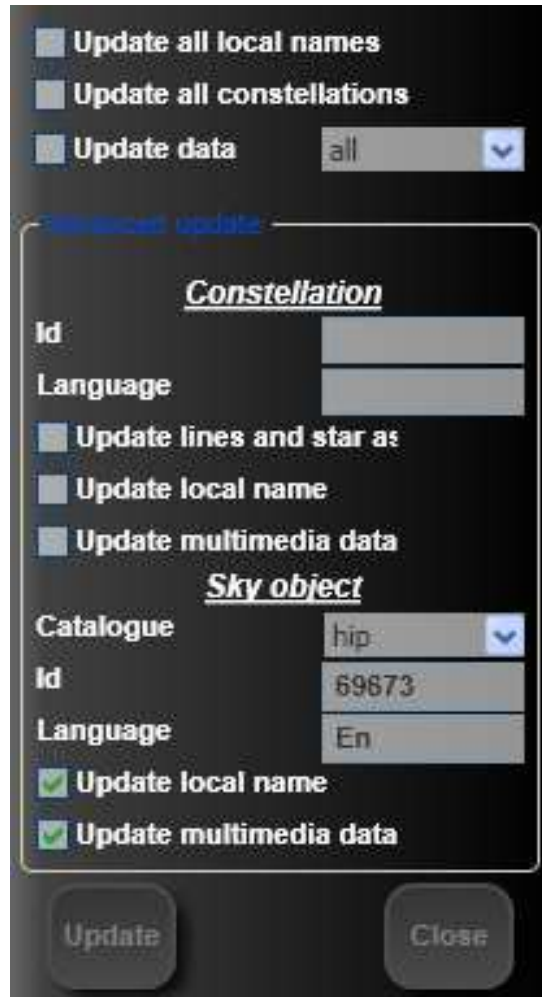 Update all local names
Update all constellations
Update data all
Advanced update
Constellation
Id
Language
Update lines and star as
Update local name
Update multimedia data
Sky object
Catalogue hip
Id 69673
Language En
Update local name
Update multimedia data
Update Close